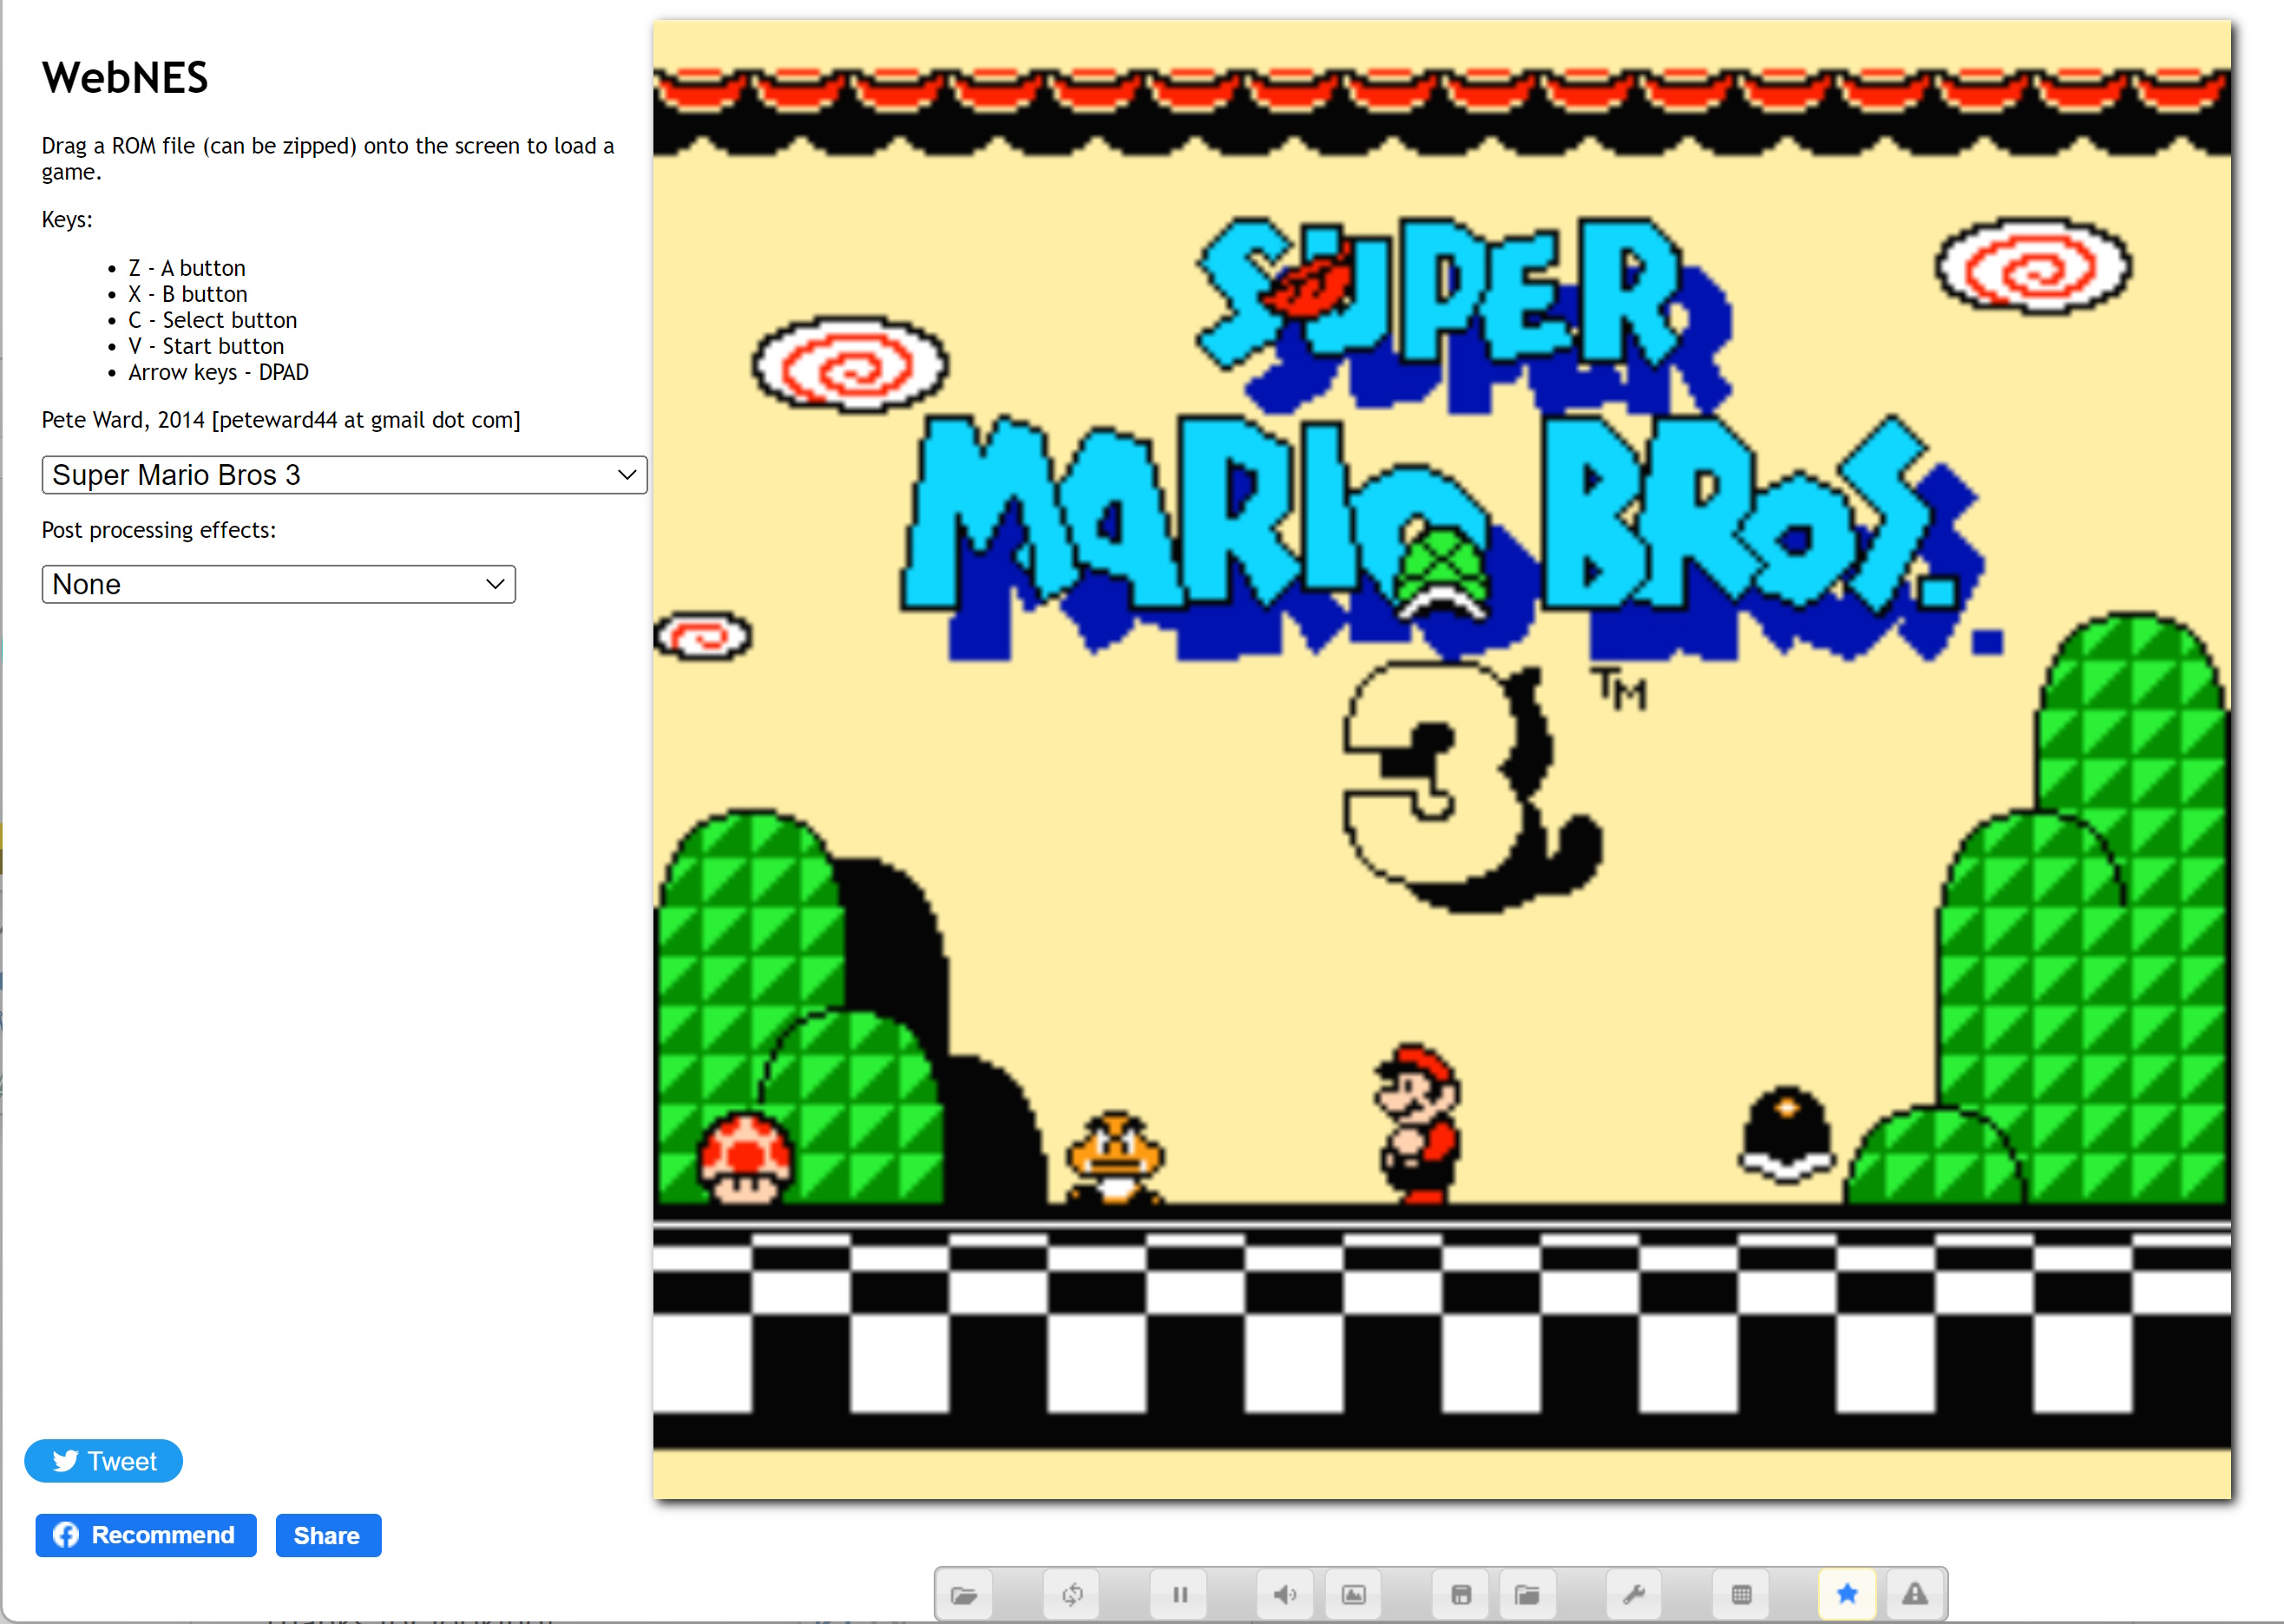 WebNES
Drag a ROM file (can be zipped) onto the screen to load a
game.
Keys:
Z - A button
X - B button
C - Select button
V - Start button
Arrow keys - DPAD
Pete Ward, 2014 [peteward44 at gmail dot com]
Super Mario Bros 3
Post processing effects:
None
Tweet
Recommend Share
SUPER
MARIO BROS.
3 TM